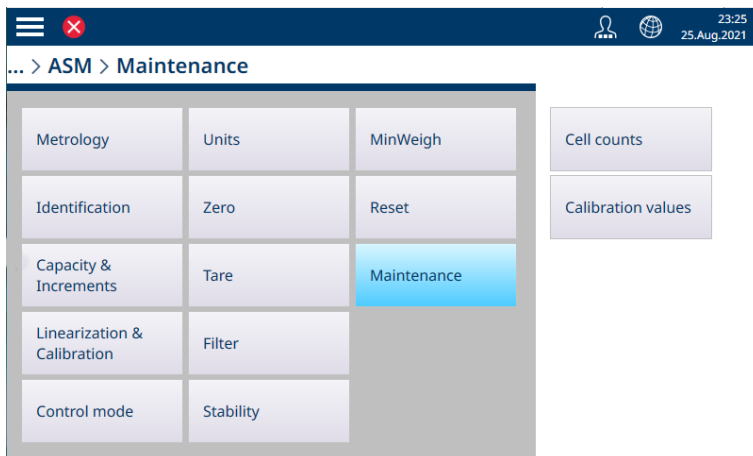 23:25
25.Aug.2021
... > ASM > Maintenance
Metrology
Units
MinWeigh
Cell counts
Identification
Zero
Reset
Calibration values
Capacity &
Increments
Tare
Maintenance
Linearization &
Calibration
Filter
Control mode
Stability